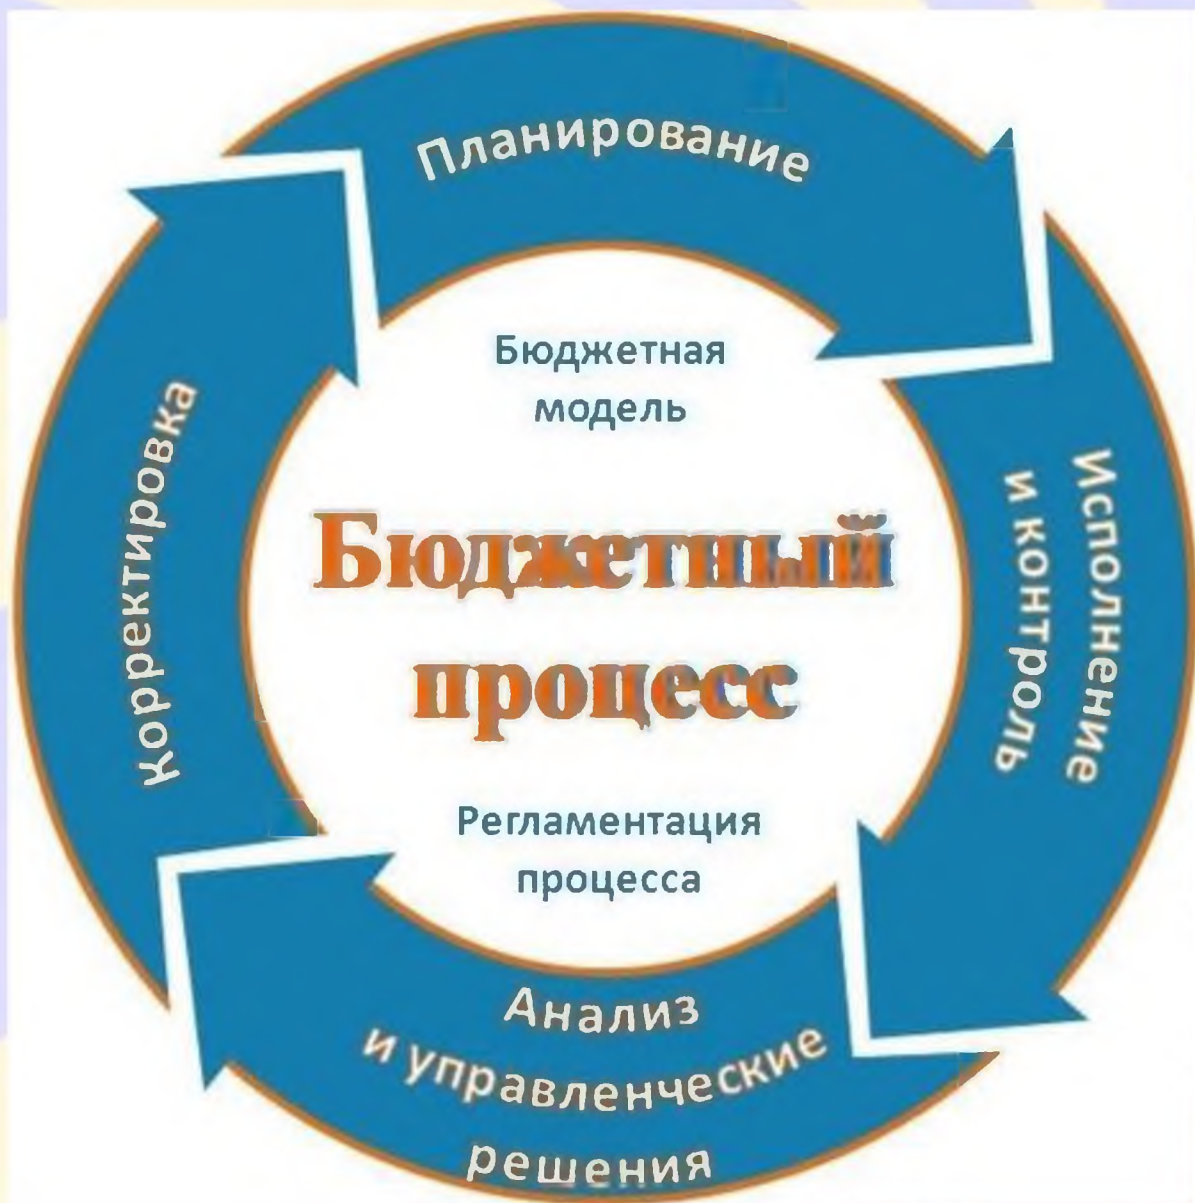 Планирование
Бюджетная
модель
Исполнение
и контроль
Корректировка
Бюджетный
процесс
Регламентация
процесса
Анализ
и управленческие
решения